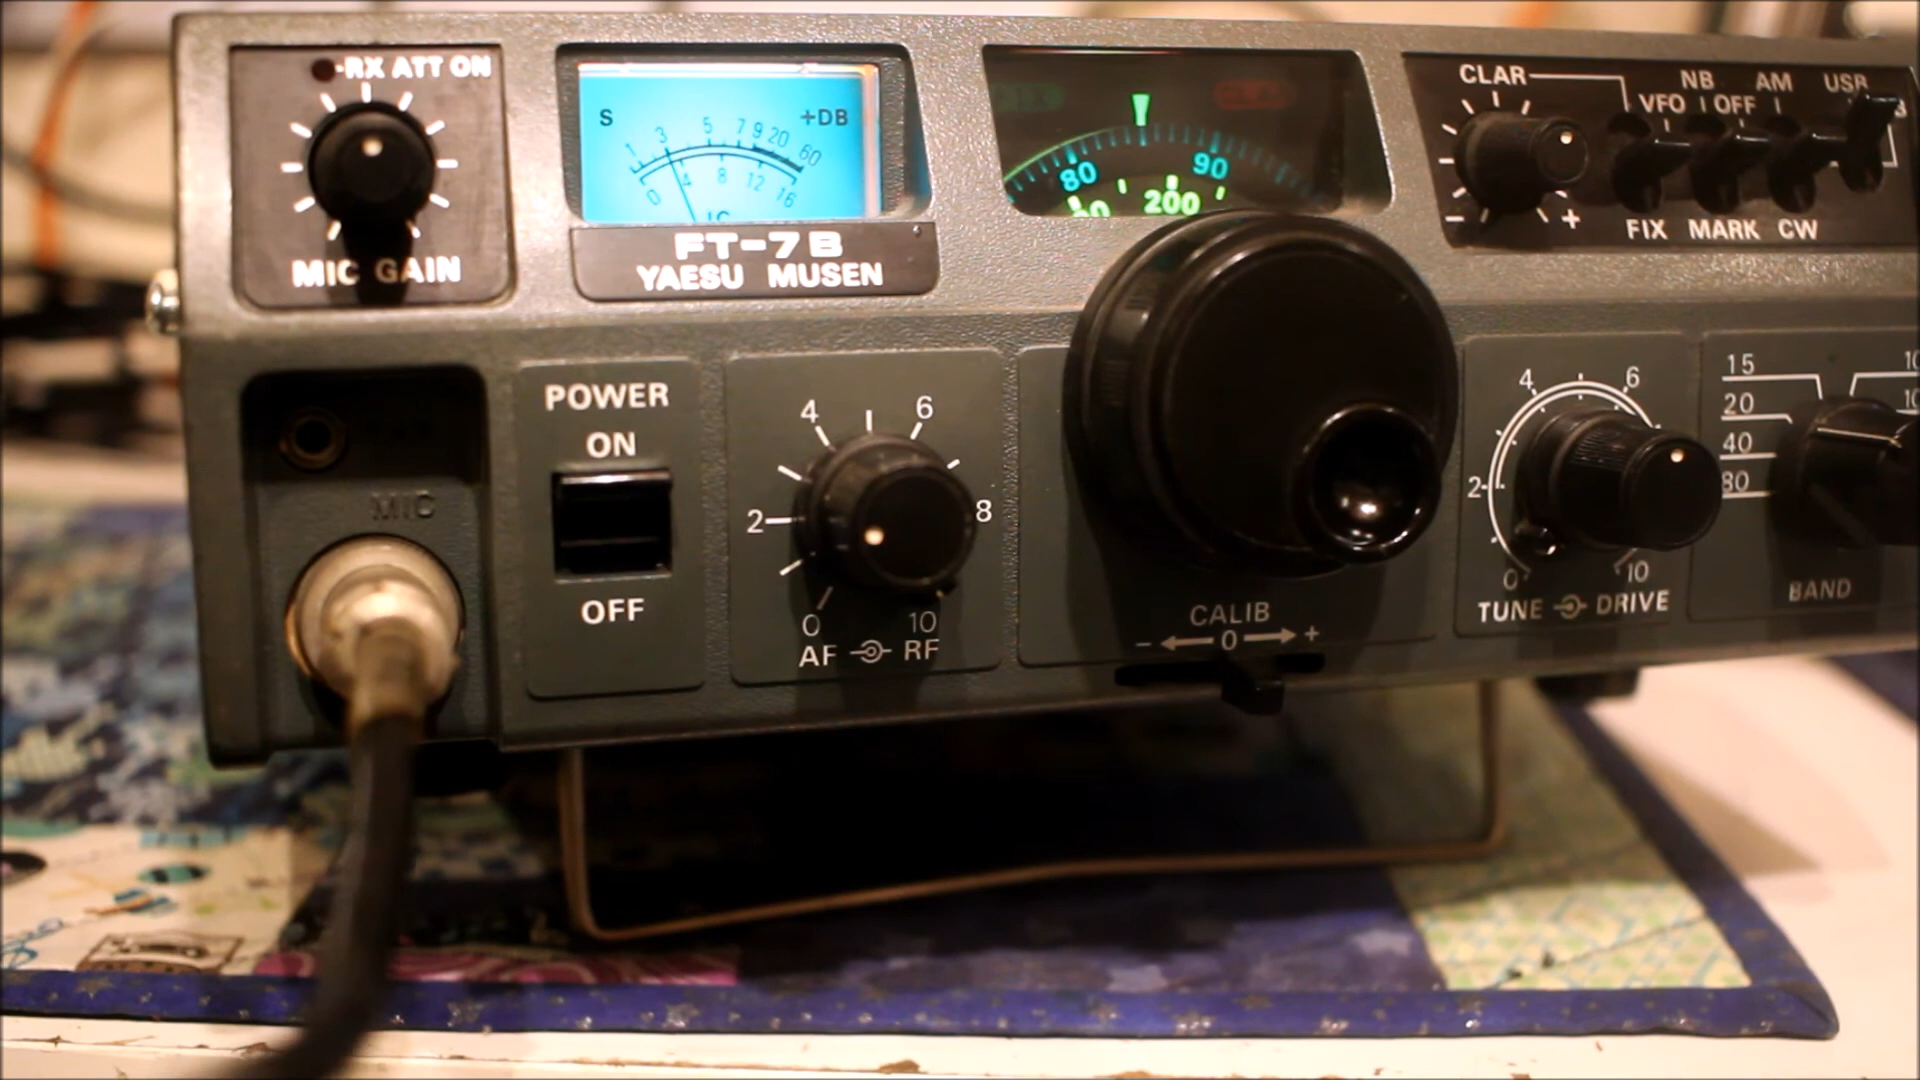 RX ATT ON
MIC GAIN
S +DB
1 3 5 7 9 20 60
0 4 8 12 16
IC
FT-7B
YAESU MUSEN
80 90
200
CLAR
NB AM USB
VFO OFF
- +
FIX MARK CW
MIC
POWER
ON
OFF
4 6
2 8
0 10
AF RF
CALIB
- 0 +
4 6
2
0 10
TUNE DRIVE
15
20
40
80
BAND